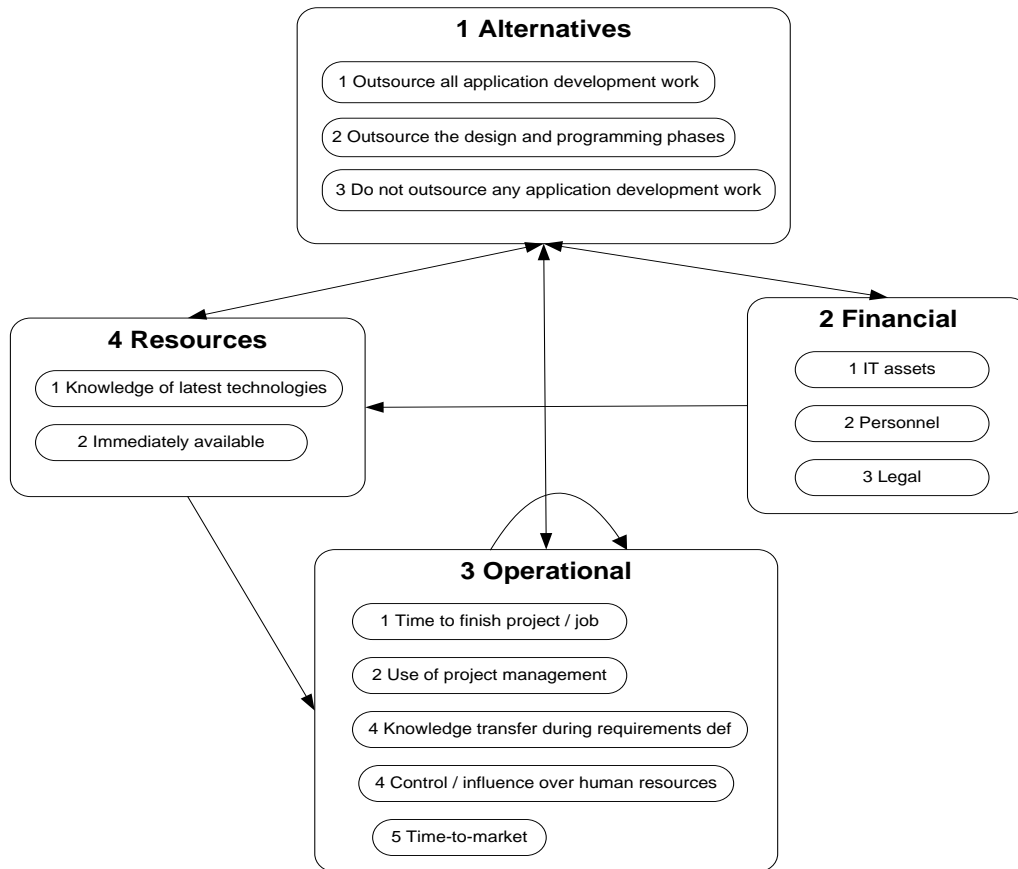 1 Alternatives
1 Outsource all application development work
2 Outsource the design and programming phases
3 Do not outsource any application development work
4 Resources
1 Knowledge of latest technologies
2 Immediately available
2 Financial
1 IT assets
2 Personnel
3 Legal
3 Operational
1 Time to finish project / job
2 Use of project management
4 Knowledge transfer during requirements def
4 Control / influence over human resources
5 Time-to-market